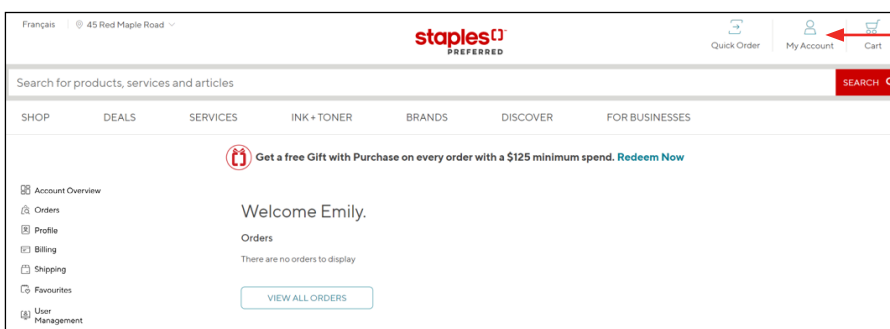 Français
45 Red Maple Road
staples
PREFERRED
Quick Order
My Account
Cart
Search for products, services and articles
SEARCH
SHOP
DEALS
SERVICES
INK + TONER
BRANDS
DISCOVER
FOR BUSINESSES
Get a free Gift with Purchase on every order with a $125 minimum spend. Redeem Now
Account Overview
Orders
Profile
Billing
Shipping
Favourites
User
Management
Welcome Emily.
Orders
There are no orders to display
VIEW ALL ORDERS